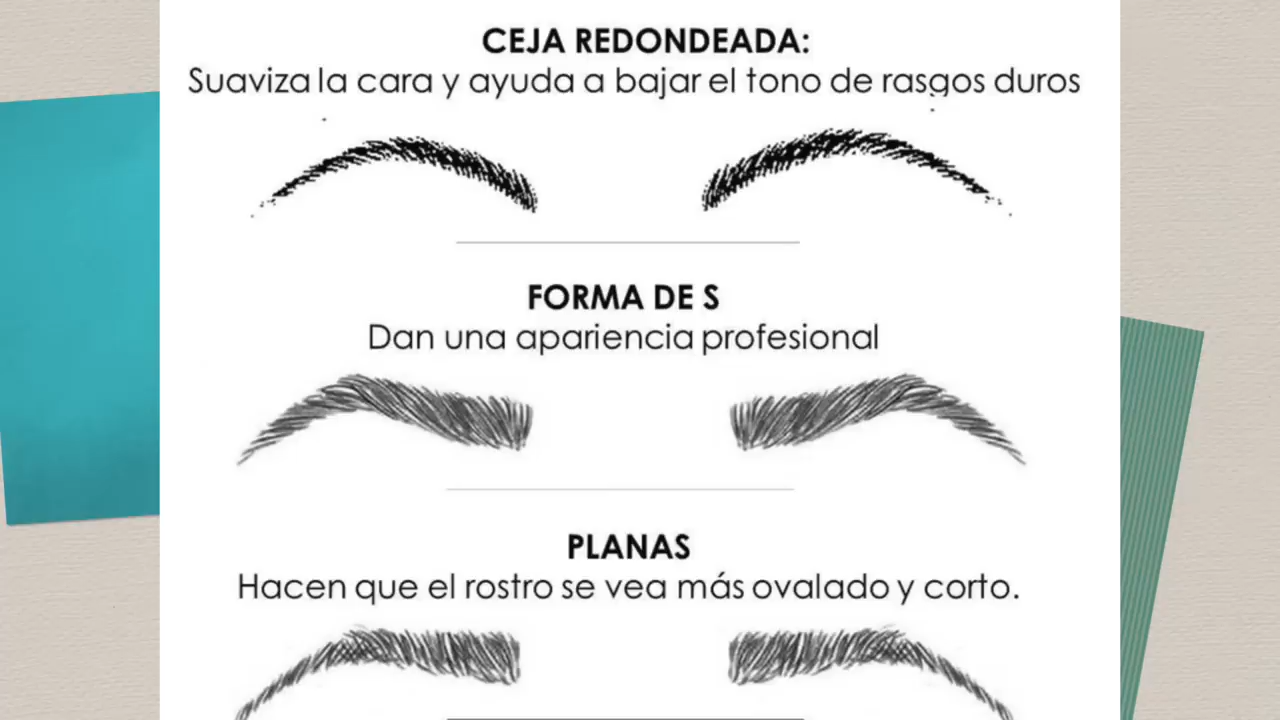 CEJA REDONDEADA:
Suaviza la cara y ayuda a bajar el tono de rasgos duros
FORMA DE S
Dan una apariencia profesional
PLANAS
Hacen que el rostro se vea más ovalado y corto.